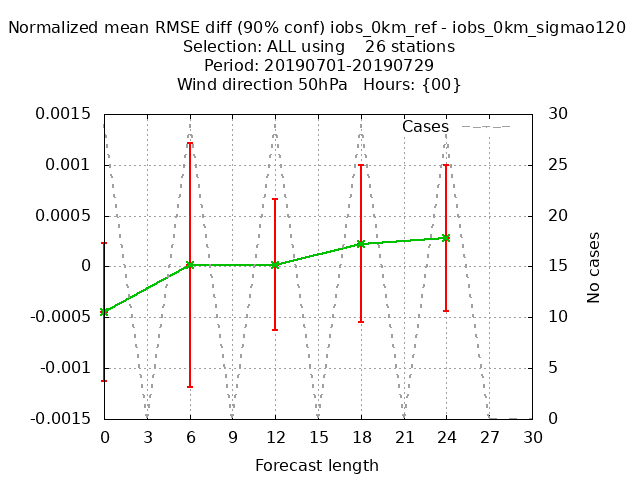 Normalized mean RMSE diff (90% conf) iobs_0km_ref - iobs_0km_sigmao120
Selection: ALL using 26 stations
Period: 20190701-20190729
Wind direction 50hPa Hours: {00}
Cases
0.0015
0.001
0.0005
0
-0.0005
-0.001
-0.0015
30
25
20
15
10
5
0
No cases
0 3 6 9 12 15 18 21 24 27 30
Forecast length